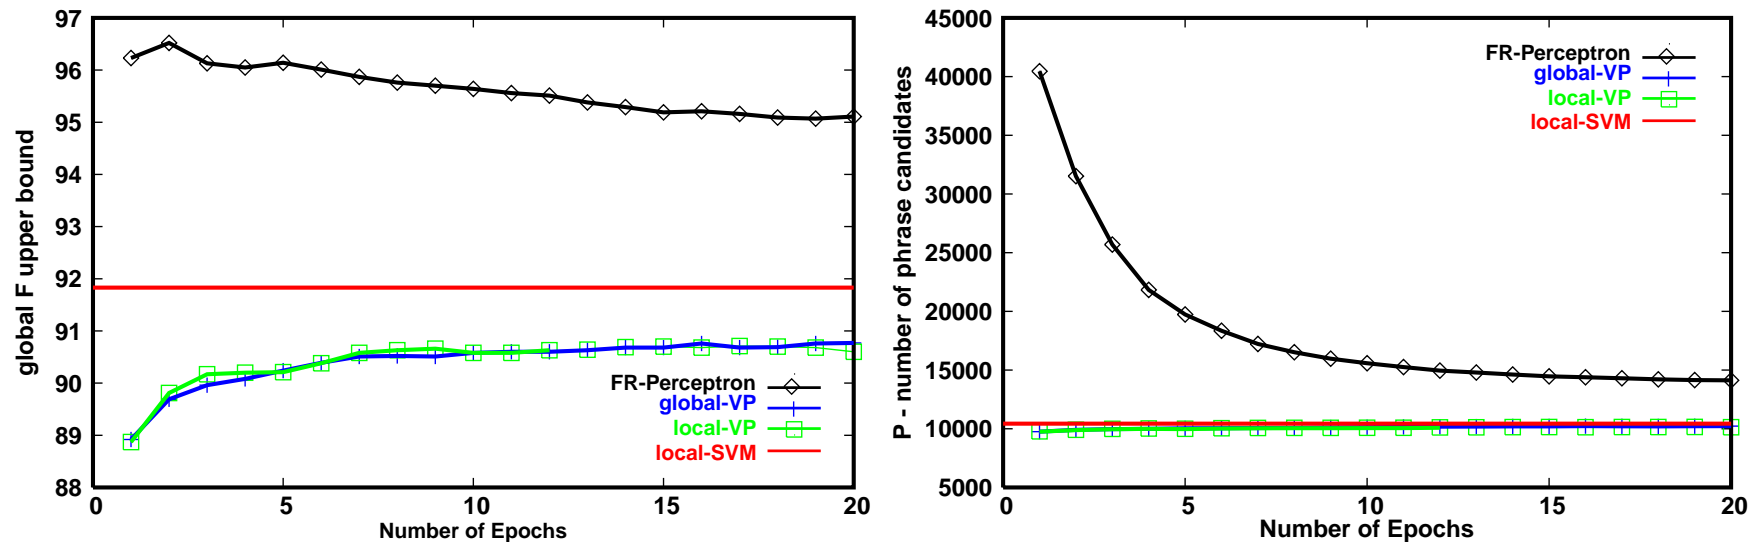 97
96
95
94
93
92
91
90
89
88
global F upper bound
FR-Perceptron
global-VP
local-VP
local-SVM
0 5 10 15 20
Number of Epochs
45000
40000
35000
30000
25000
20000
15000
10000
5000
P - number of phrase candidates
FR-Perceptron
global-VP
local-VP
local-SVM
0 5 10 15 20
Number of Epochs